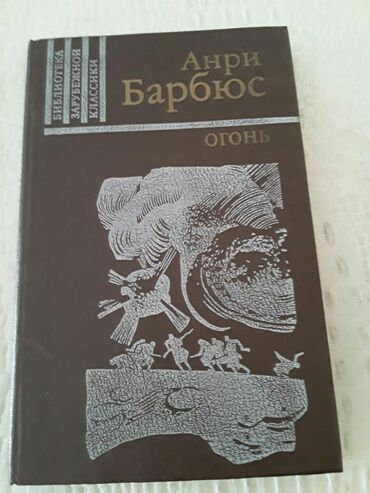 БИБЛИОТЕКА
ЗАРУБЕЖНОЙ
КЛАССИКИ
Анри
Барбюс
огонь